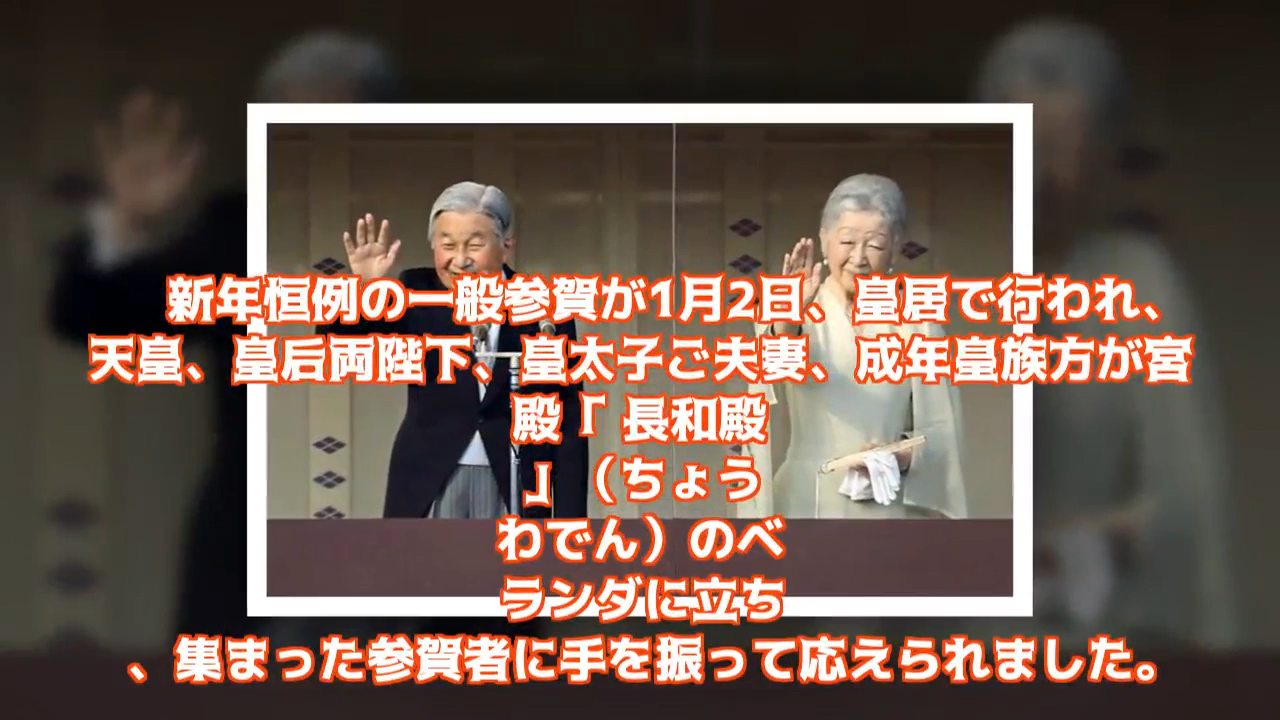 新年恒例の一般参賀が1月2日、皇居で行われ、
天皇、皇后両陛下、皇太子ご夫妻、成年皇族方が宮
殿「 長和殿
」（ちょう
わでん）のベ
ランダに立ち
、集まった参賀者に手を振って応えられました。